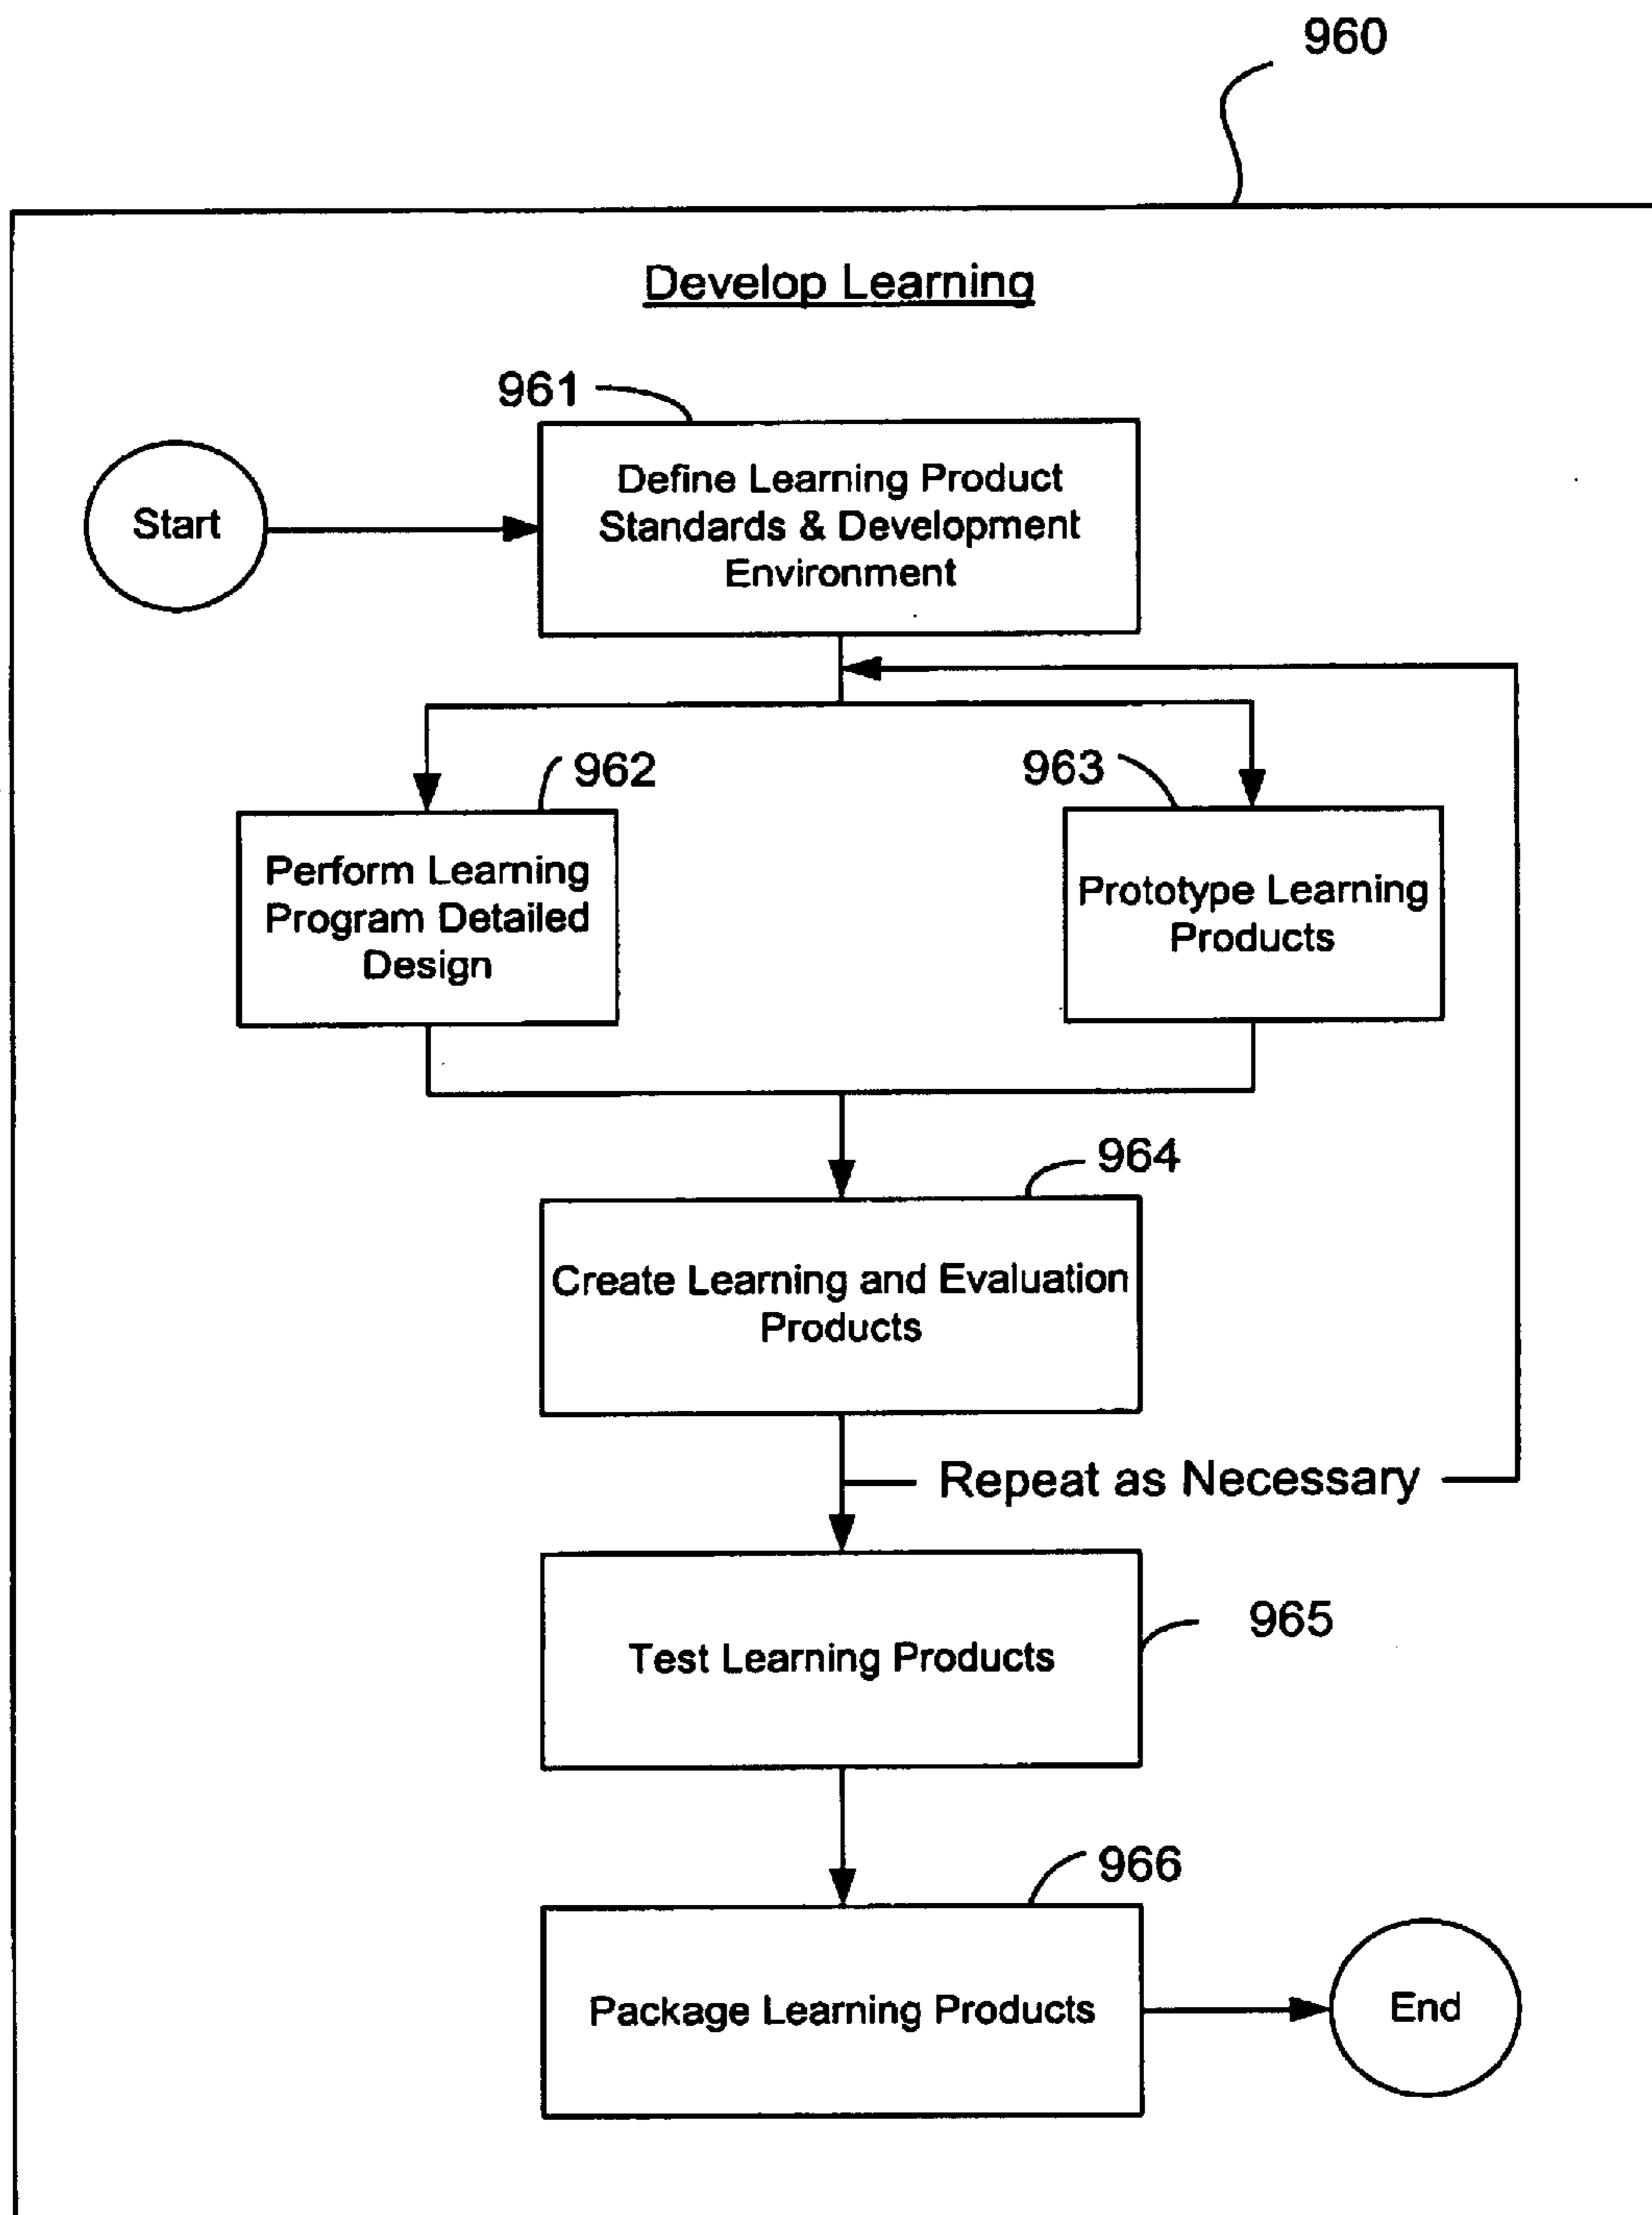 960
Develop Learning
961
Start
Define Learning Product
Standards & Development
Environment
962
963
Perform Learning
Program Detailed
Design
Prototype Learning
Products
964
Create Learning and Evaluation
Products
Repeat as Necessary
965
Test Learning Products
966
Package Learning Products
End